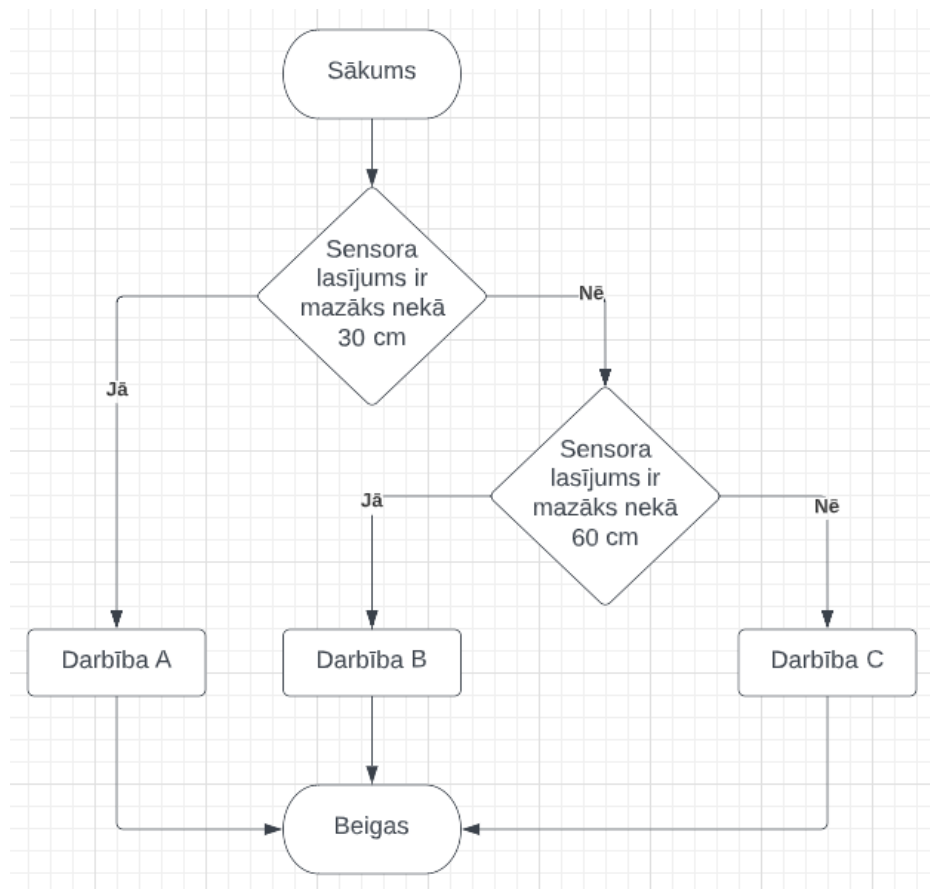 Sākums
Sensora
lasījums ir
mazāks nekā
30 cm
Nē
Jā
Sensora
lasījums ir
mazāks nekā
60 cm
Jā
Nē
Darbība A
Darbība B
Darbība C
Beigas